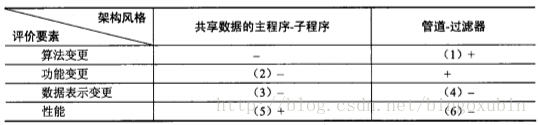 架构风格
评价要素
共享数据的主程序-子程序
管道-过滤器
算法变更 – （1）+
功能变更 （2）– +
数据表示变更 （3）– （4）–
性能 （5）+ （6）–
http://blog.csdn.net/bingoxubin